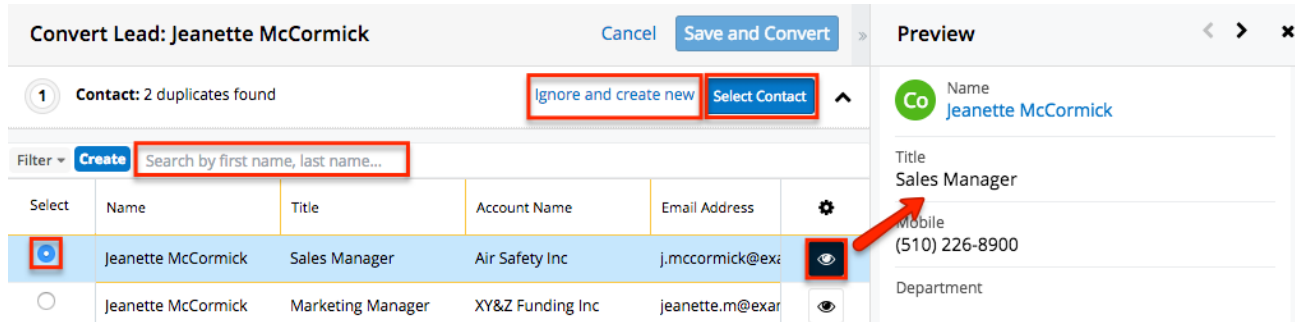 Convert Lead: Jeanette McCormick Cancel Save and Convert »
1 Contact: 2 duplicates found Ignore and create new Select Contact
Filter Create Search by first name, last name...
Select Name Title Account Name Email Address
Jeanette McCormick Sales Manager Air Safety Inc j.mccormick@exa
Jeanette McCormick Marketing Manager XY&Z Funding Inc jeanette.m@exar
Preview
Co
Name
Jeanette McCormick
Title
Sales Manager
Mobile
(510) 226-8900
Department